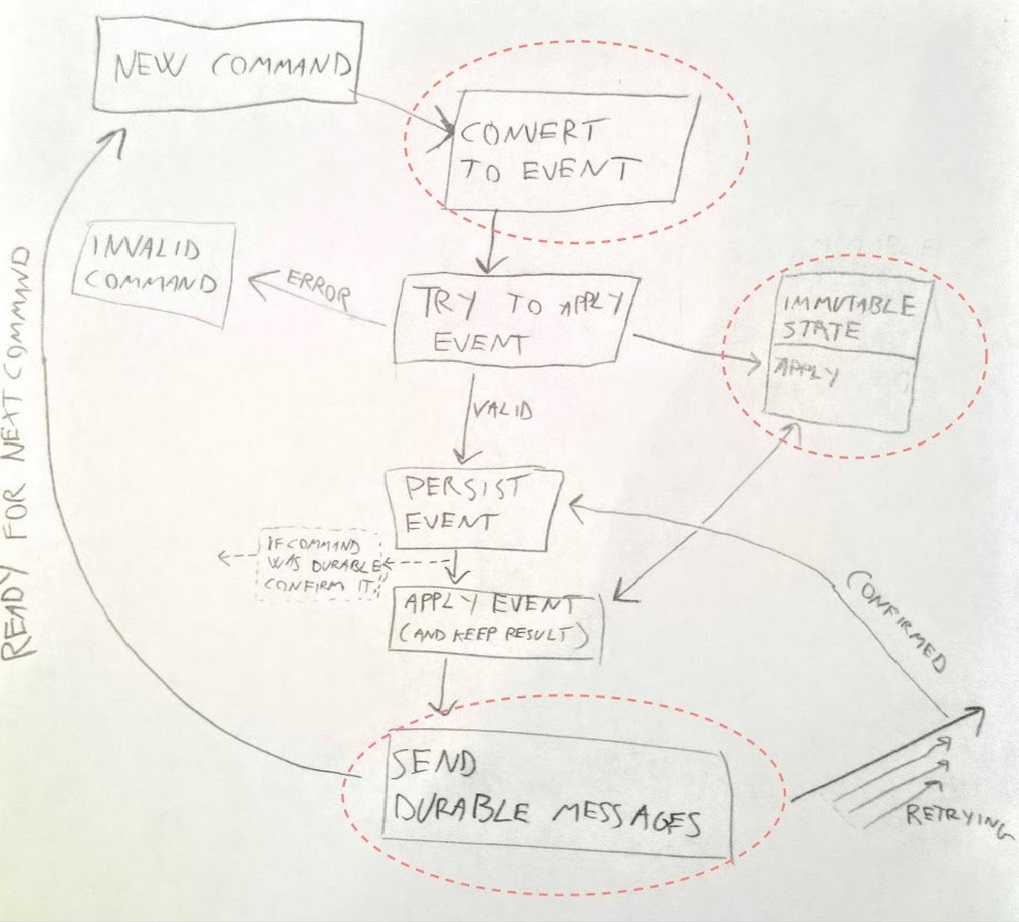 NEW COMMAND
CONVERT
TO EVENT
INVALID
COMMAND
ERROR
TRY TO APPLY
EVENT
IMMUTABLE
STATE
APPLY
VALID
PERSIST
EVENT
IF COMMAND
WAS DURABLE
CONFIRM IT.
APPLY EVENT
(AND KEEP RESULT)
CONFIRMED
SEND
DURABLE MESSAGES
RETRYING
READY FOR NEXT COMMAND